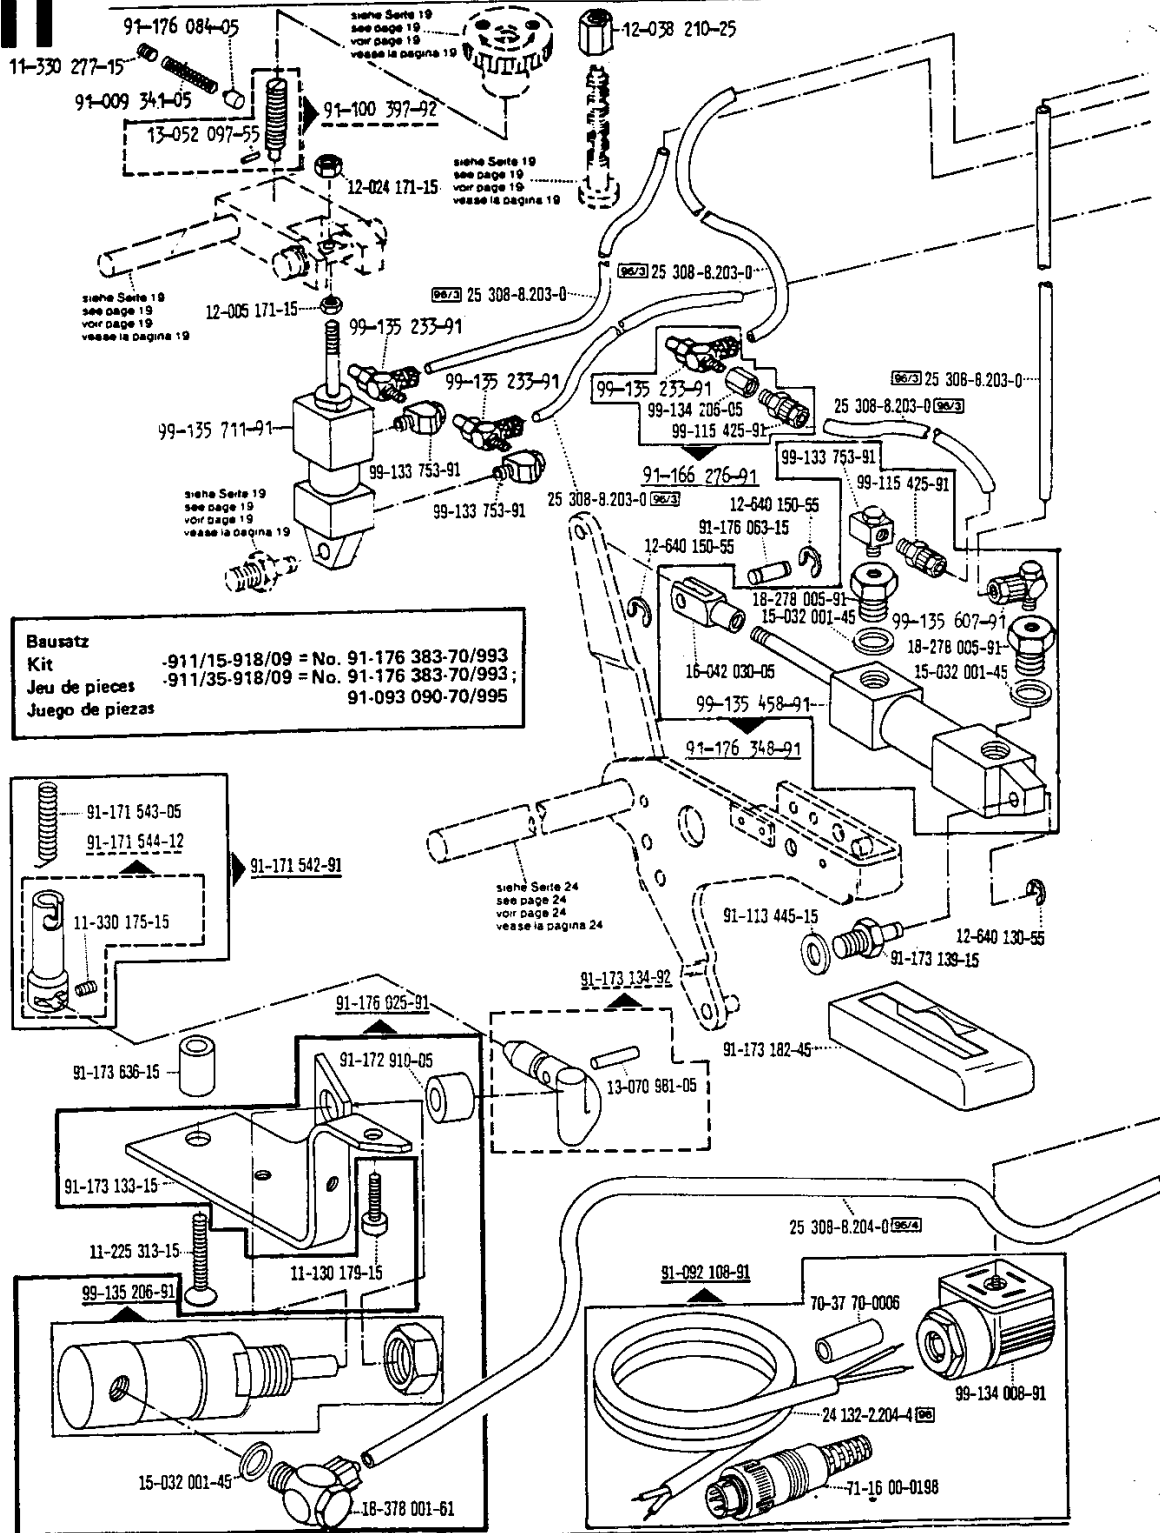 91-176 084-05
11-330 277-15
91-009 341-05
13-052 097-55
91-100 397-92
siehe Seite 19
see page 19
voir page 19
vease la pagina 19
12-038 210-25
siehe Seite 19
see page 19
voir page 19
vease la pagina 19
12-024 171-15
siehe Seite 19
see page 19
voir page 19
vease la pagina 19
12-005 171-15
96/3 25 308-8.203-0
96/3 25 308-8.203-0
99-135 233-91
99-135 233-91
99-135 233-91
99-134 205-05
99-115 425-91
91-166 276-91
96/3 25 308-8.203-0
25 308-8.203-0 96/3
99-135 711-91
99-133 753-91
99-133 753-91
25 308-8.203-0 96/3
siehe Seite 19
see page 19
voir page 19
vease la pagina 19
99-133 753-91
99-115 425-91
12-640 150-55
91-176 063-15
12-640 150-55
18-278 005-91
15-032 001-45
99-135 607-91
18-278 005-91
15-032 001-45
16-042 030-05
99-135 458-91
91-176 348-91
Bausatz
Kit -911/15-918/09 = No. 91-176 383-70/993
Jeu de pieces -911/35-918/09 = No. 91-176 383-70/993;
Juego de piezas 91-093 090-70/995
91-171 543-05
91-171 544-12
91-171 542-91
11-330 175-15
siehe Seite 24
see page 24
voir page 24
vease la pagina 24
91-113 445-15
12-640 130-55
91-173 139-15
91-173 182-45
91-173 134-92
13-070 981-05
91-176 025-91
91-172 910-05
91-173 636-15
91-173 133-15
11-225 313-15
11-130 179-15
99-135 206-91
15-032 001-45
18-378 001-61
25 308-8.204-0 96/4
91-092 108-91
70-37 70-0006
99-134 008-91
24 132-2.204-4 96
71-16 00-0198